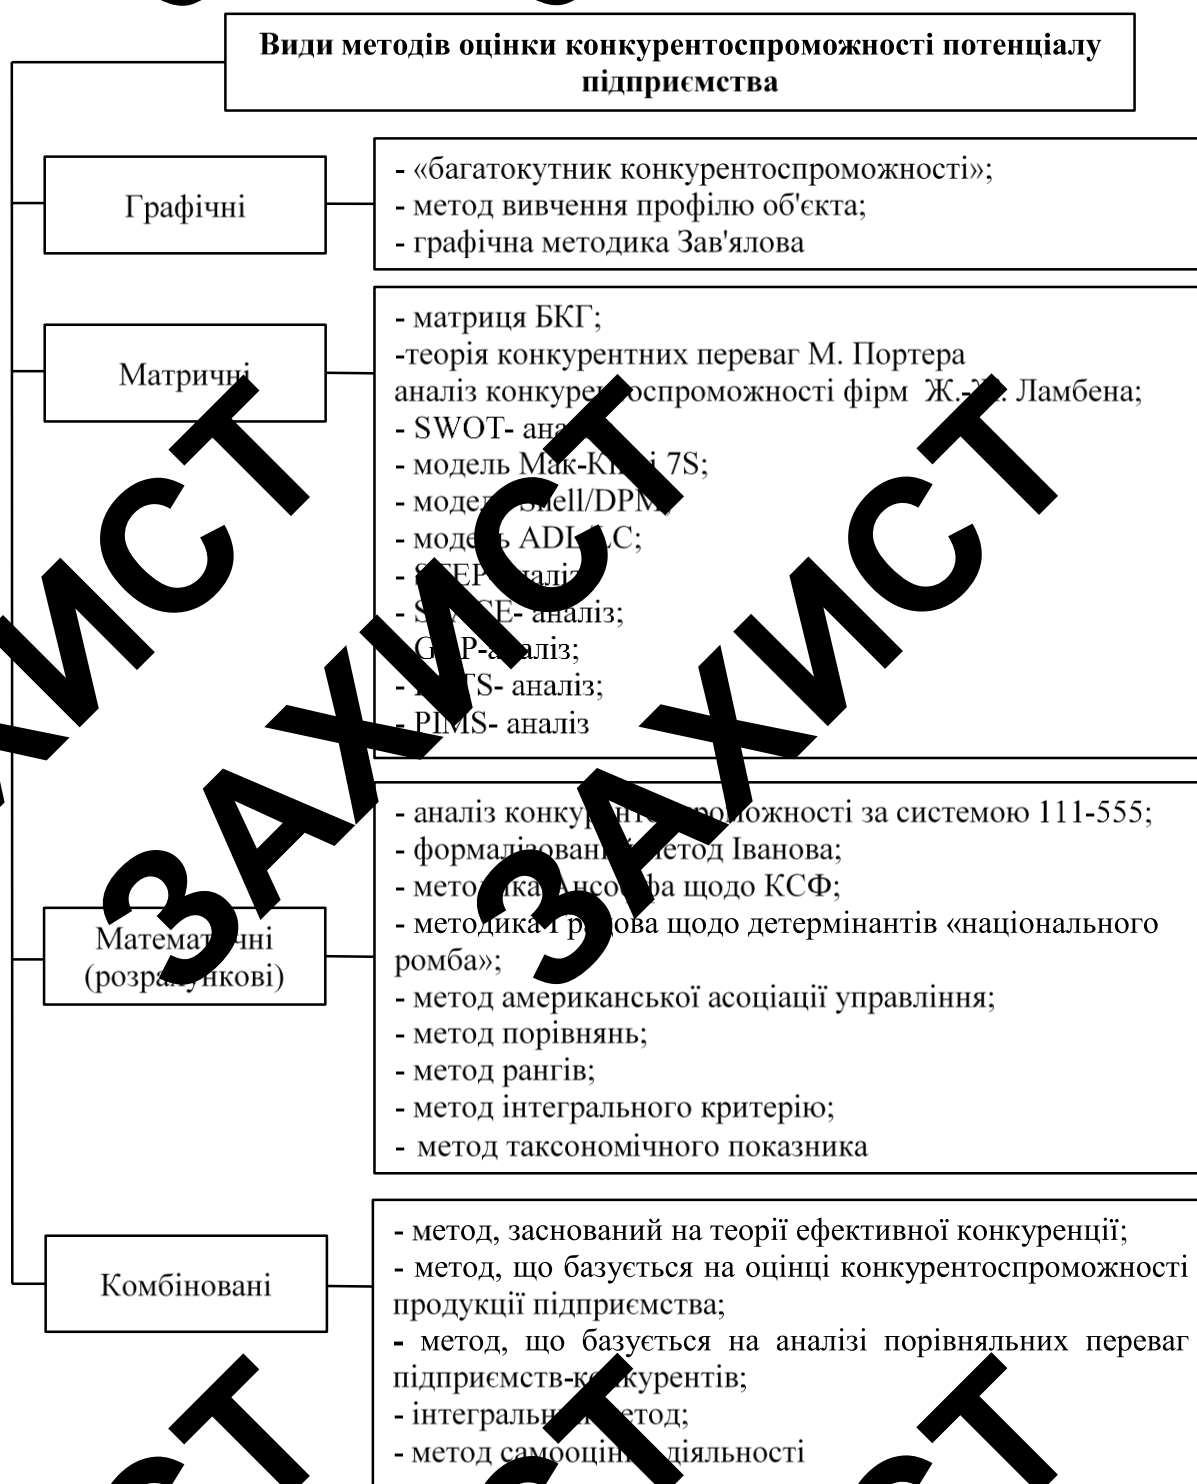 Види методів оцінки конкурентоспроможності потенціалу
підприємства
Графічні
- «багатокутник конкурентоспроможності»;
- метод вивчення профілю об'єкта;
- графічна методика Зав'ялова
Матричні
- матриця БКГ;
-теорія конкурентних переваг М. Портера
аналіз конкурентоспроможності фірм Ж.-Ж. Ламбена;
- SWOT-
- модель Мак-Кінсі 7S;
- модель Shell/DPM;
- модель ADL/LC;
- STEP- аналіз
- SPACE- аналіз;
GAP-аналіз;
- аналіз;
- PIMS- аналіз
Математичні
(розрахункові)
- аналіз конкурентоспроможності за системою 111-555;
- формалізований метод Іванова;
- методика Ансоффа щодо КСФ;
- методика щодо детермінантів «національного
ромба»;
- метод американської асоціації управління;
- метод порівнянь;
- метод рангів;
- метод інтегрального критерію;
- метод таксономічного показника
Комбіновані
- метод, заснований на теорії ефективної конкуренції;
- метод, що базується на оцінці конкурентоспроможності
продукції підприємства;
- метод, що базується на аналізі порівняльних переваг
підприємств-конкурентів;
- інтегральний метод;
- метод самооцінки діяльності
ЗАХИСТ
ЗАХИСТ